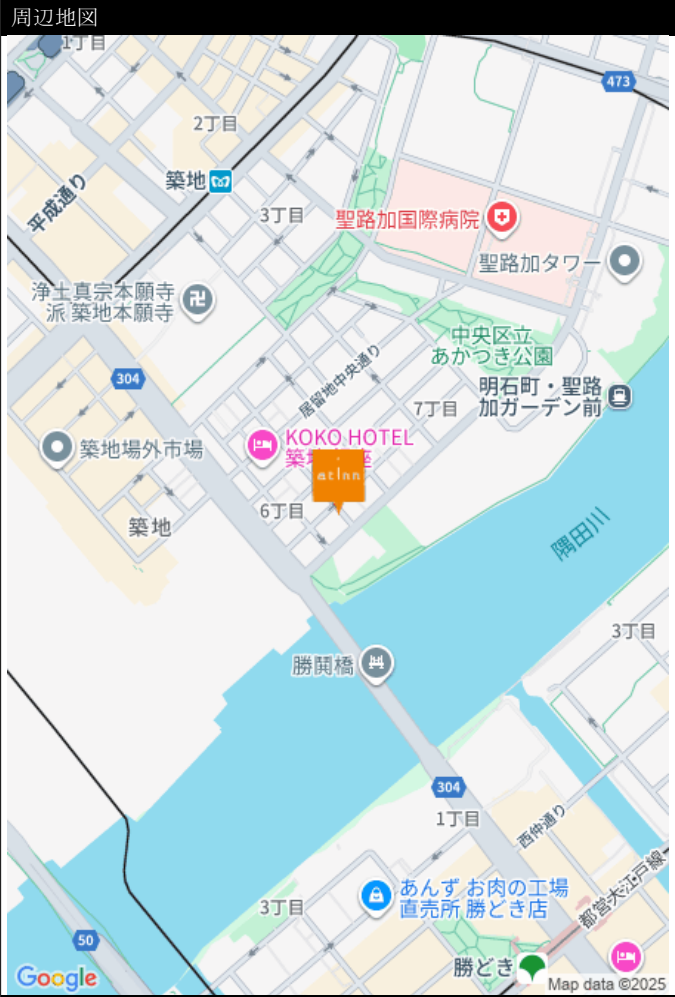 周辺地図
1丁目
473
2丁目
築地
平成通り
3丁目
聖路加国際病院
聖路加タワー
浄土真宗本願寺
派 築地本願寺
中央区立
あかつき公園
304
居留地中央通り
明石町・聖路
加ガーデン前
7丁目
KOKO HOTEL
築地
座
築地場外市場
atinn
6丁目
築地
隅田川
3丁目
勝鬨橋
304
1丁目
西仲通り
あんず お肉の工場
直売所 勝どき店
都営大江戸線
3丁目
50
勝どき
Google
Map data ©2025